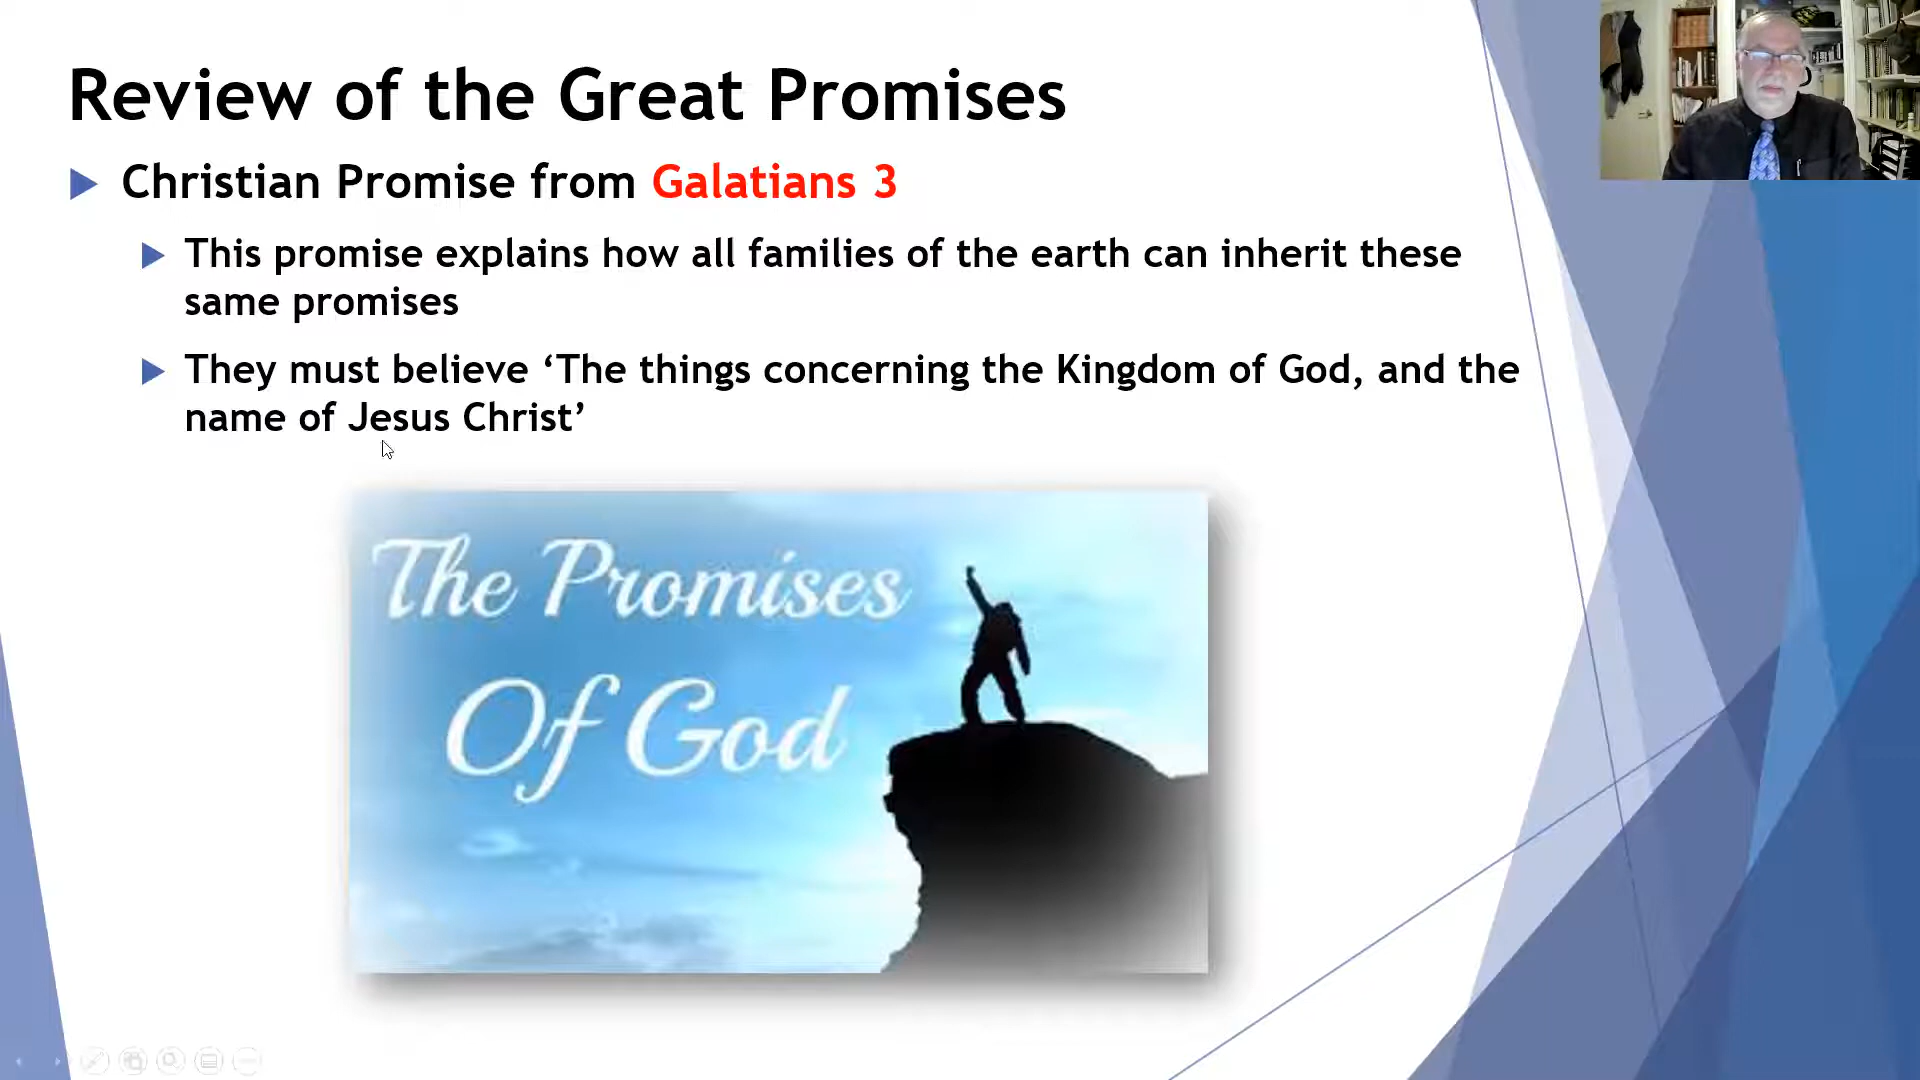 Review of the Great Promises
Christian Promise from Galatians 3
This promise explains how all families of the earth can inherit these
same promises
They must believe ‘The things concerning the Kingdom of God, and the
name of Jesus Christ’
The Promises
Of God